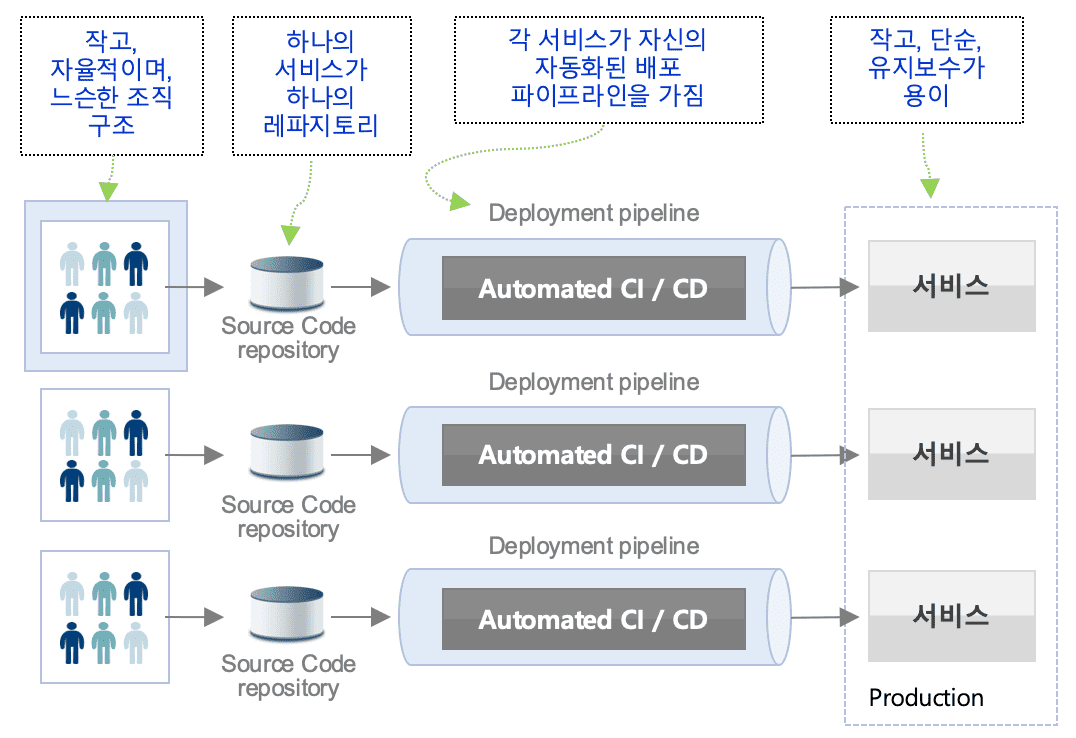 작고,
자율적이며,
느슨한 조직
구조
하나의
서비스가
하나의
레파지토리
각 서비스가 자신의
자동화된 배포
파이프라인을 가짐
작고, 단순,
유지보수가
용이
Deployment pipeline
Automated CI / CD
서비스
Source Code
repository
Deployment pipeline
Automated CI / CD
서비스
Source Code
repository
Deployment pipeline
Automated CI / CD
서비스
Source Code
repository
Production